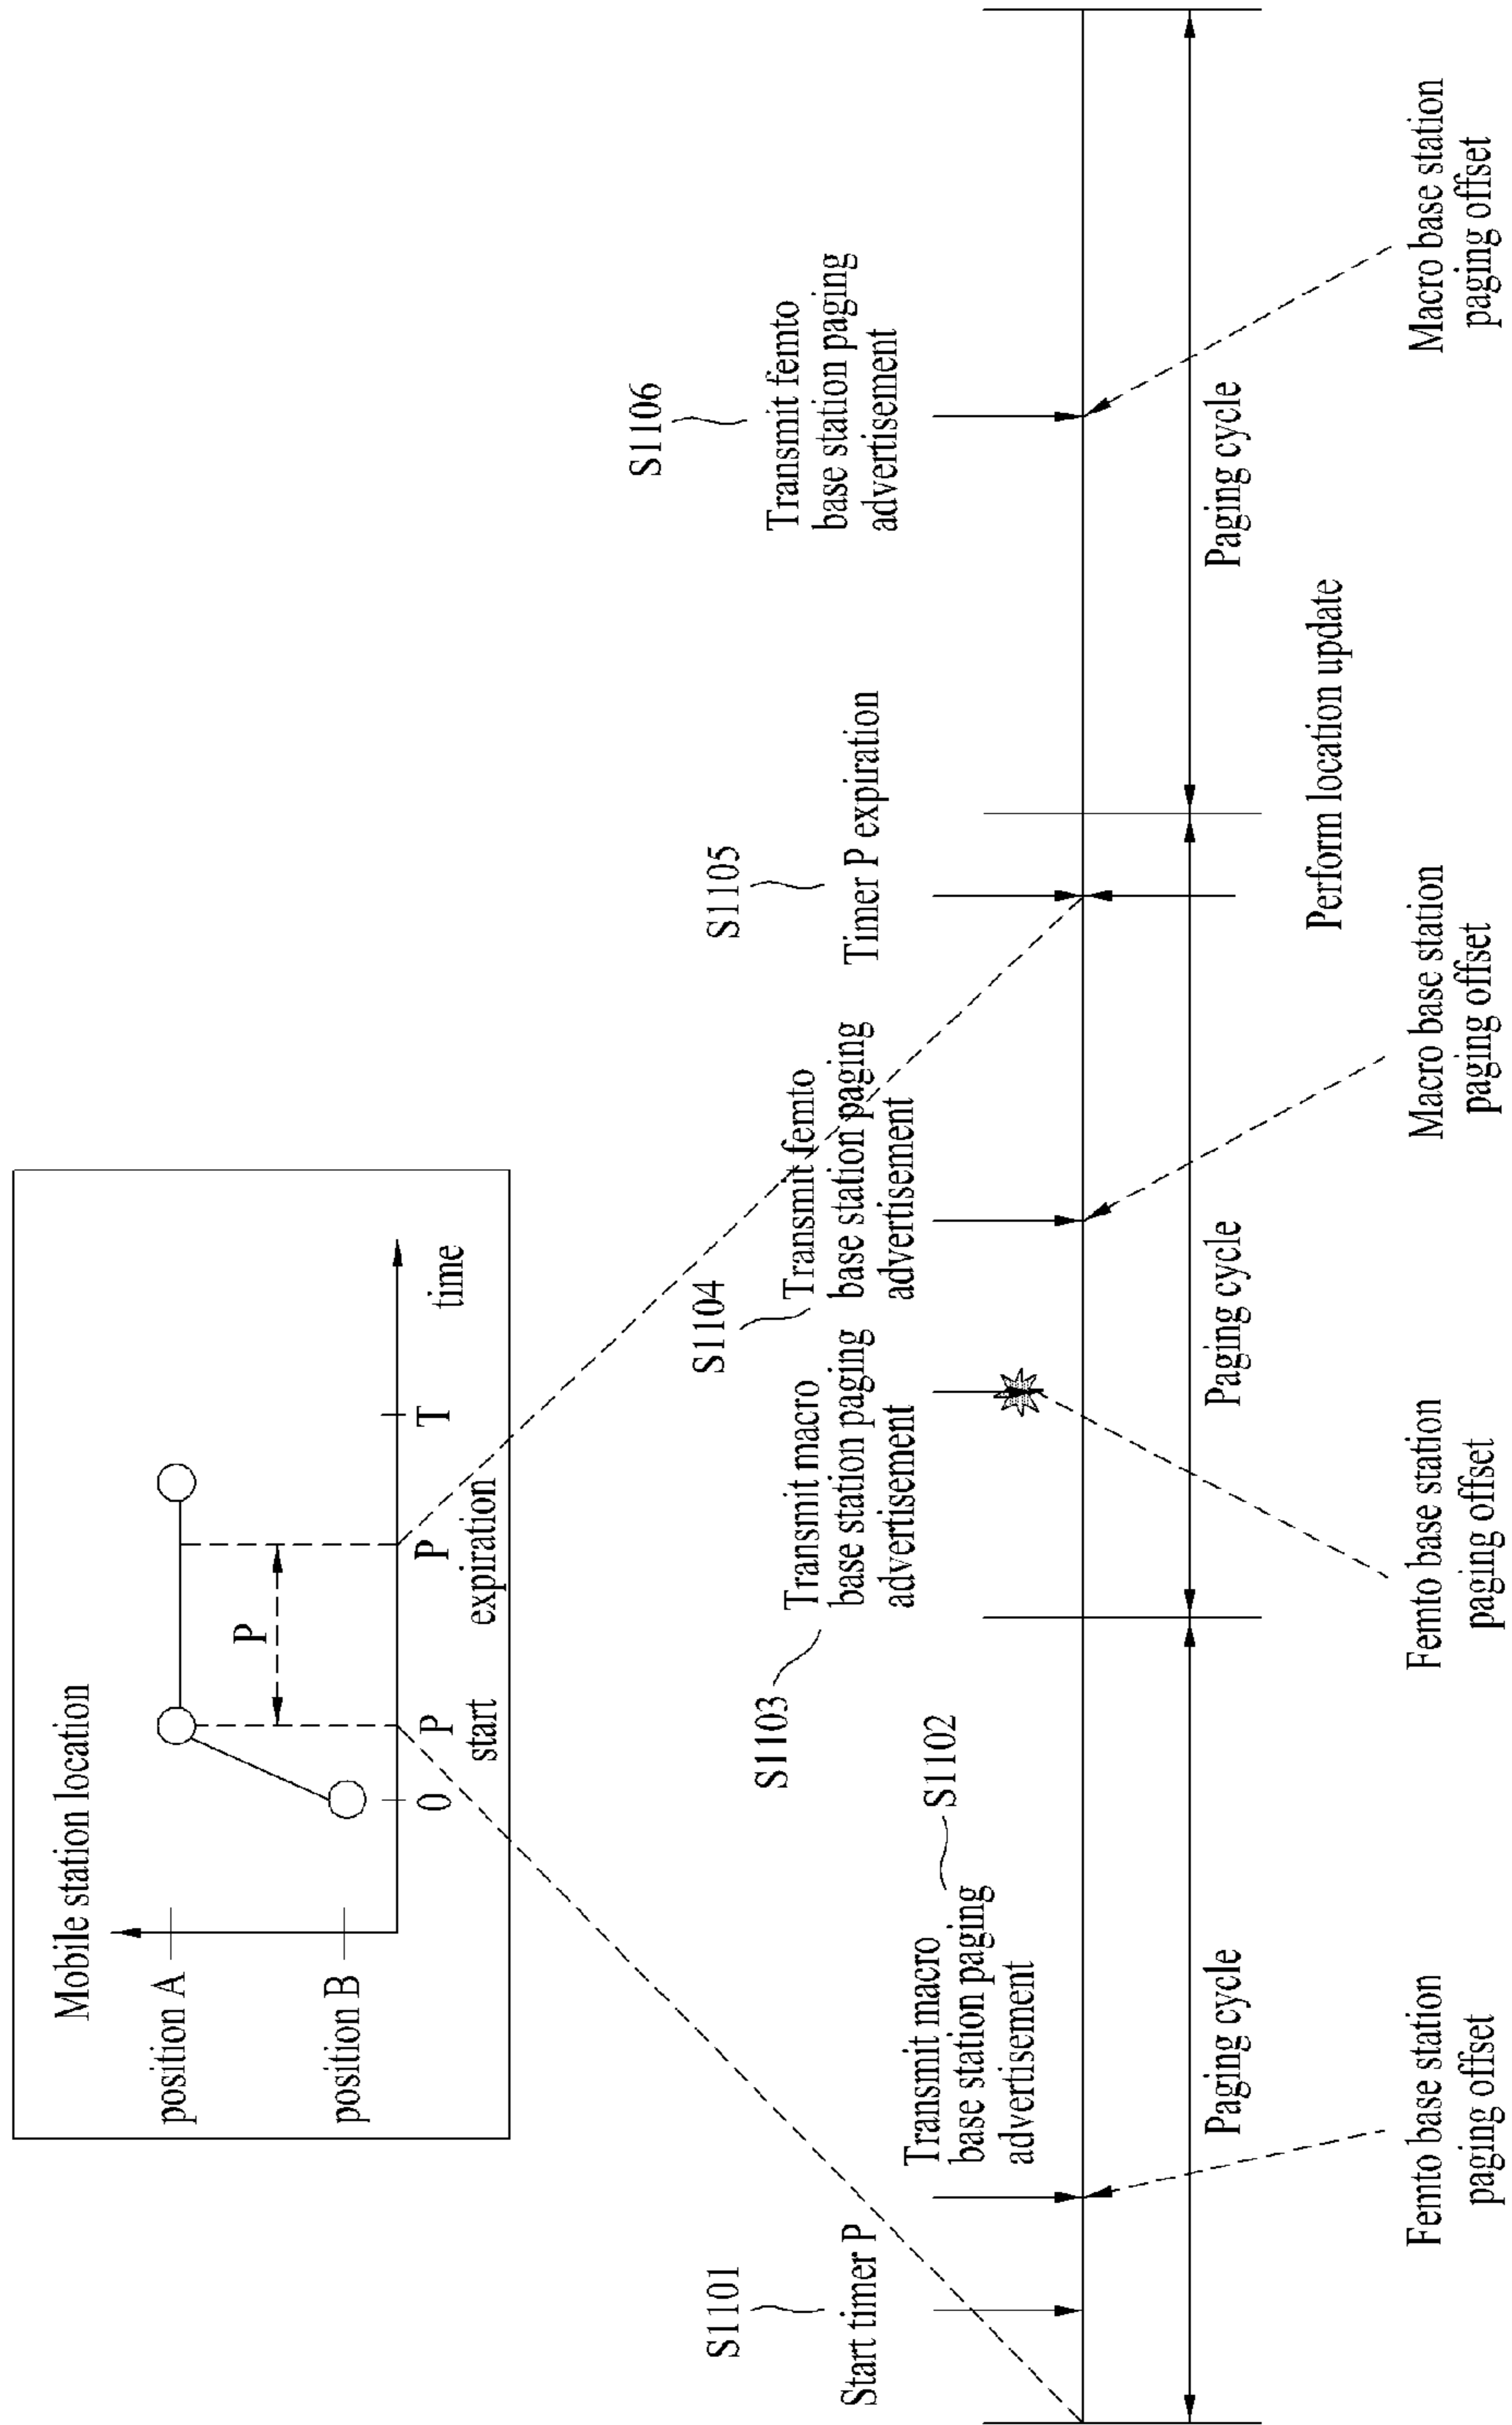 Mobile station location
position A
position B
P
0
P
start
P
expiration
T
time
S1101
Start timer P
S1102
Transmit macro
base station paging
advertisement
S1103
Transmit macro
base station paging
advertisement
S1104
Transmit femto
base station paging
advertisement
S1105
Timer P expiration
S1106
Transmit femto
base station paging
advertisement
Paging cycle
Paging cycle
Paging cycle
Perform location update
Femto base station
paging offset
Femto base station
paging offset
Macro base station
paging offset
Macro base station
paging offset